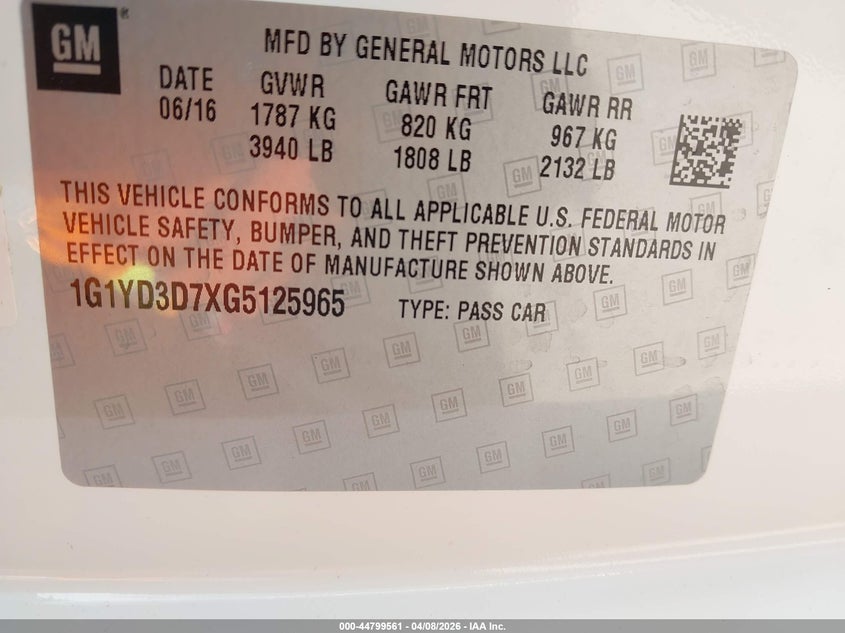 GM
MFD BY GENERAL MOTORS LLC
DATE GVWR GAWR FRT GAWR RR
06/16 1787 KG 820 KG 967 KG
3940 LB 1808 LB 2132 LB
THIS VEHICLE CONFORMS TO ALL APPLICABLE U.S. FEDERAL MOTOR
VEHICLE SAFETY, BUMPER, AND THEFT PREVENTION STANDARDS IN
EFFECT ON THE DATE OF MANUFACTURE SHOWN ABOVE.
1G1YD3D7XG5125965 TYPE: PASS CAR
000-44799561 | 04/08/2026 | IAA Inc.